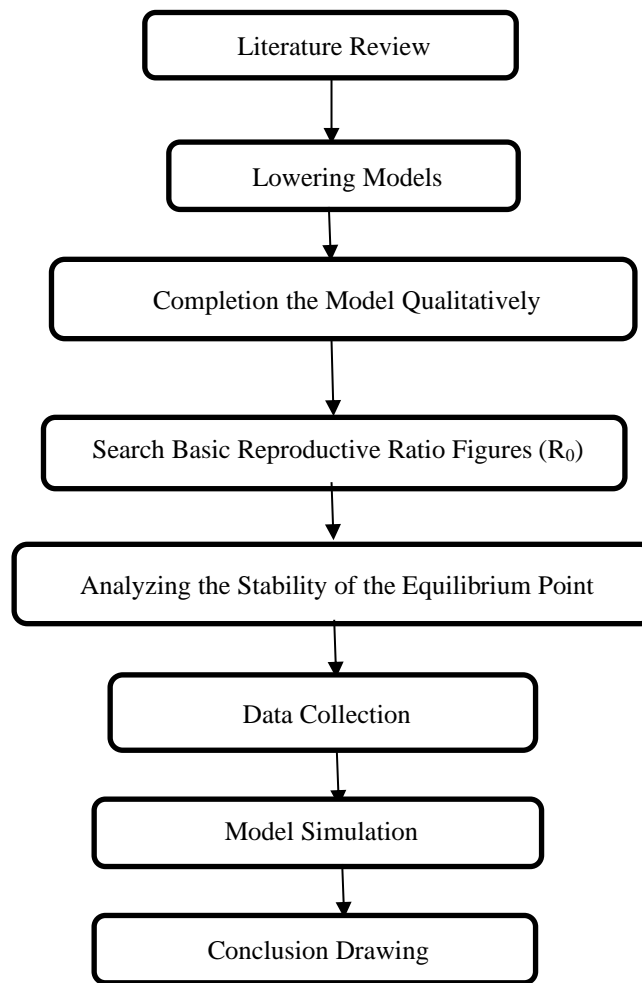 Literature Review
Lowering Models
Completion the Model Qualitatively
Search Basic Reproductive Ratio Figures (R₀)
Analyzing the Stability of the Equilibrium Point
Data Collection
Model Simulation
Conclusion Drawing